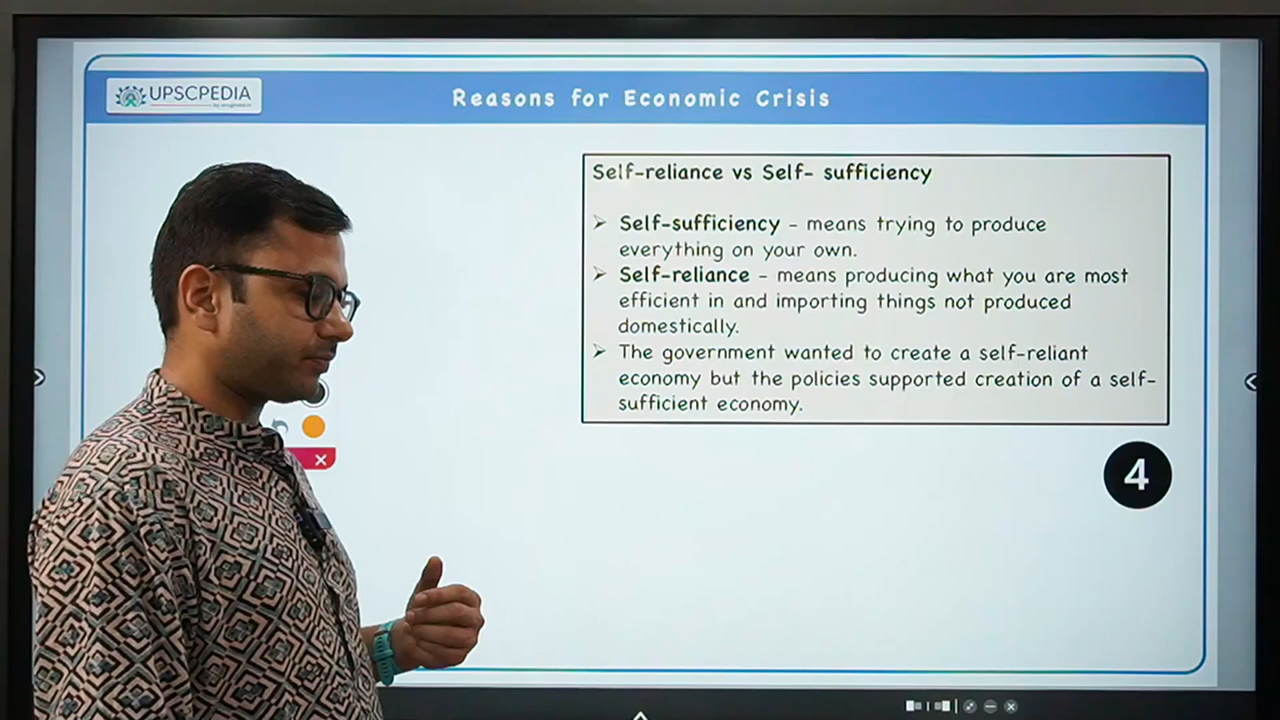 UPSCPEDIA
Reasons for Economic Crisis
Self-reliance vs Self- sufficiency
➢ Self-sufficiency - means trying to produce
everything on your own.
➢ Self-reliance - means producing what you are most
efficient in and importing things not produced
domestically.
➢ The government wanted to create a self-reliant
economy but the policies supported creation of a self-
sufficient economy.
4